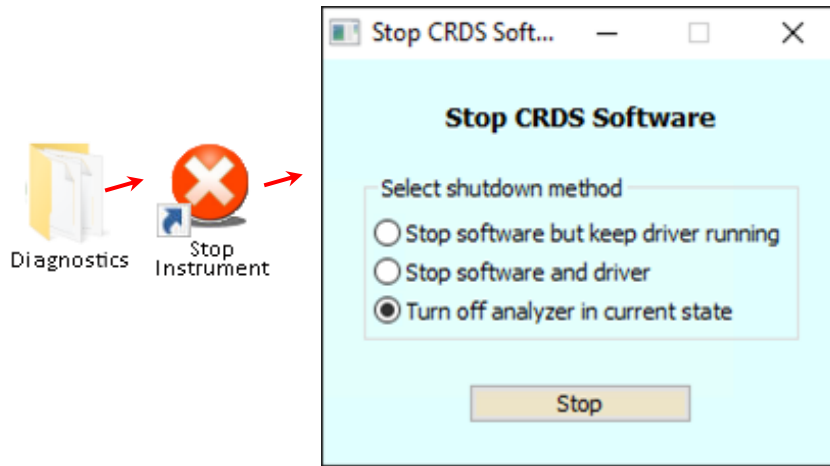 Diagnostics
Stop
Instrument
Stop CRDS Soft...
Stop CRDS Software
Select shutdown method
Stop software but keep driver running
Stop software and driver
Turn off analyzer in current state
Stop